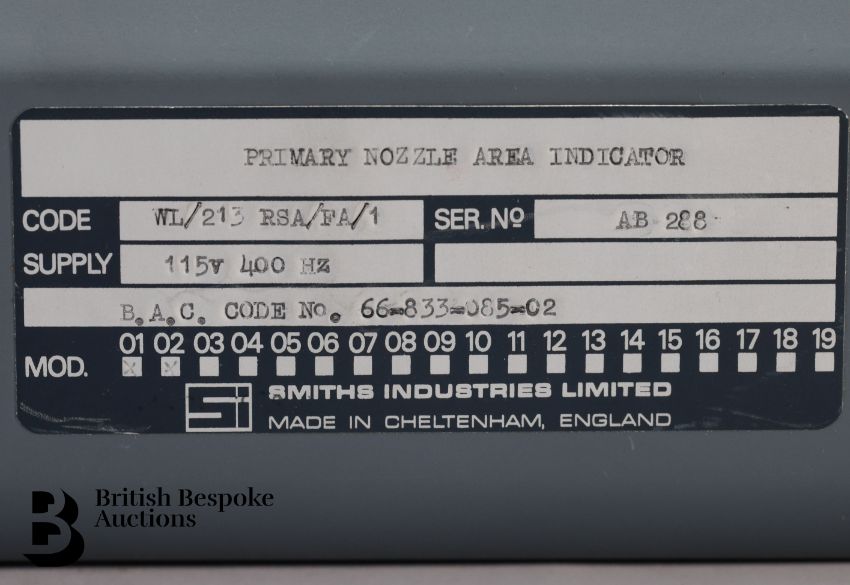 PRIMARY NOZZLE AREA INDICATOR
CODE WL/213 RSA/FA/1 SER. No AB 288
SUPPLY 115v 400 HZ
B.A.C. CODE No. 66-833-085-02
01 02 03 04 05 06 07 08 09 10 11 12 13 14 15 16 17 18 19
MOD. X X
Si SMITHS INDUSTRIES LIMITED
MADE IN CHELTENHAM, ENGLAND
B British Bespoke
Auctions